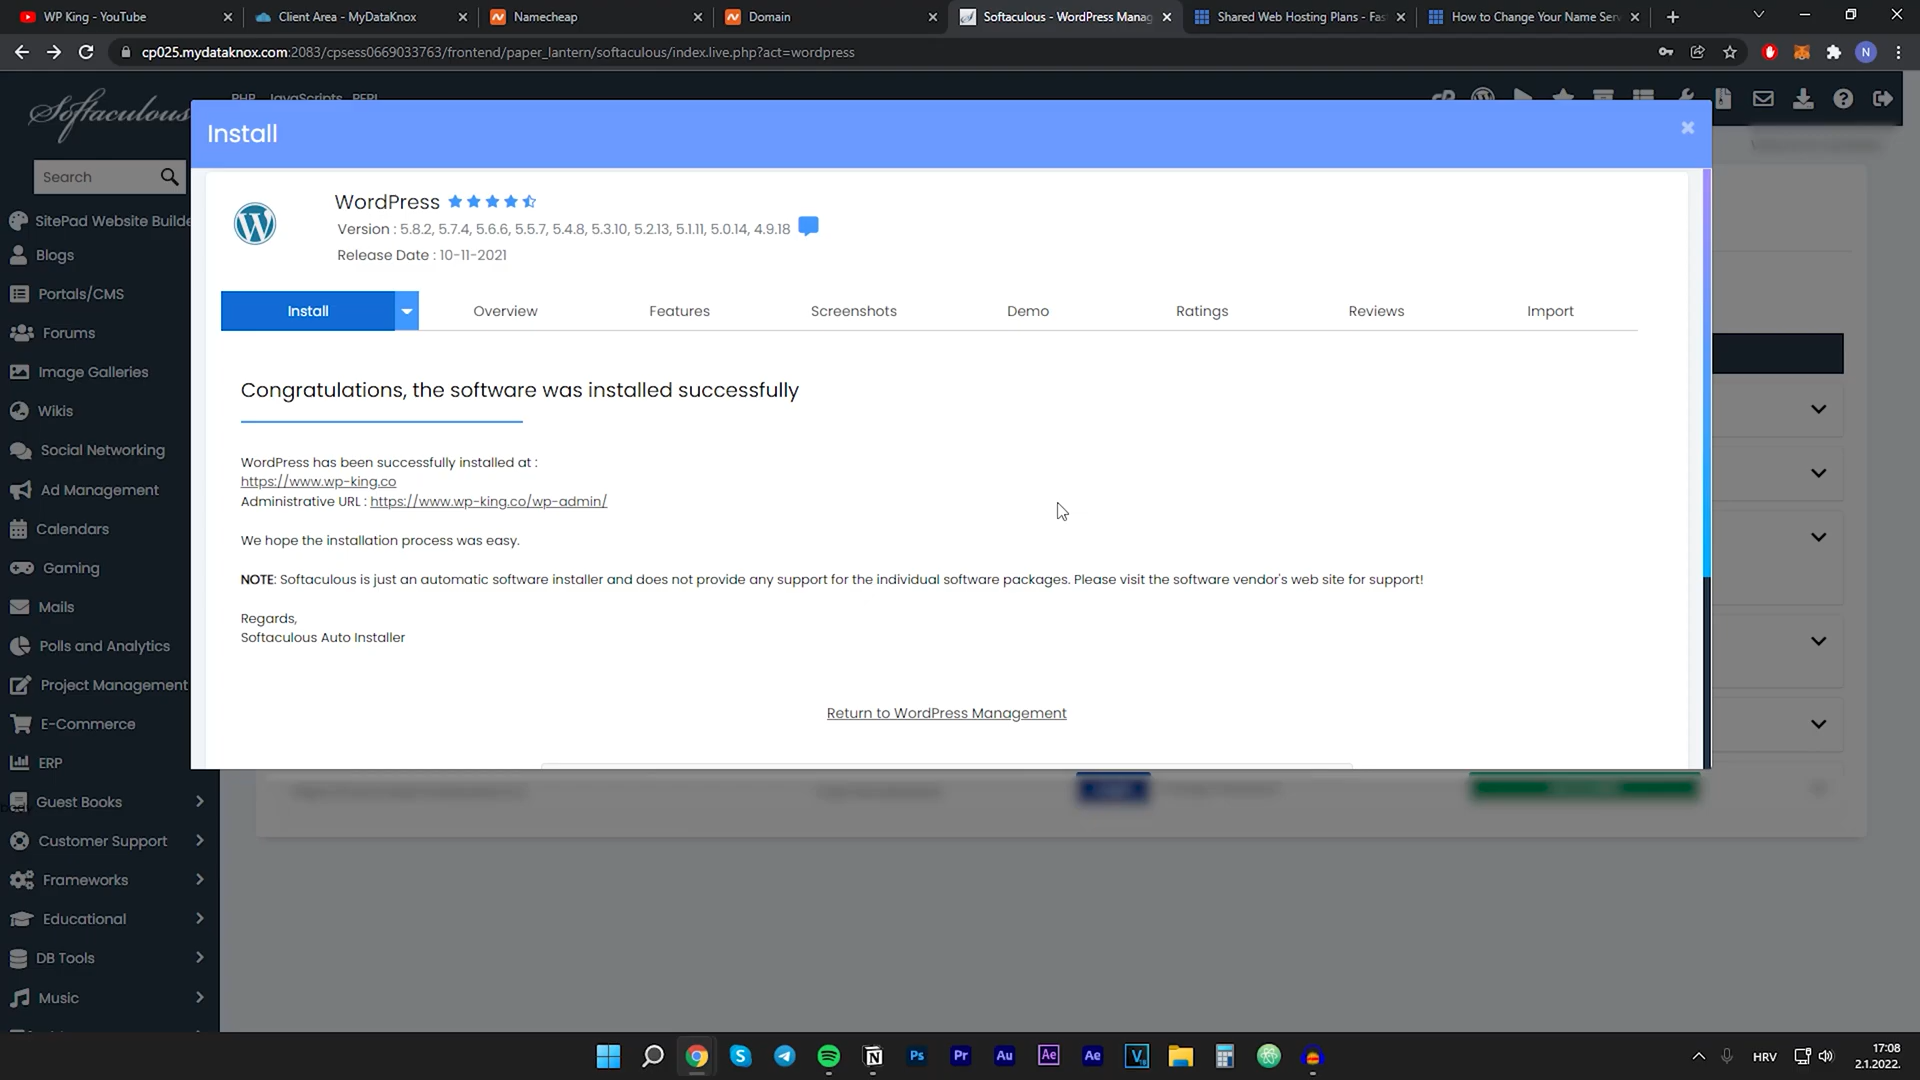 WP King - YouTube
Client Area - MyDataKnox
Namecheap
Domain
Softaculous - WordPress Manag
Shared Web Hosting Plans - Fas
How to Change Your Name Serv
cp025.mydataknox.com:2083/cpsess0669033763/frontend/paper_lantern/softaculous/index.live.php?act=wordpress
N
Softaculous
PHP JavaScripts PERL
Search
SitePad Website Builde
Blogs
Portals/CMS
Forums
Image Galleries
Wikis
Social Networking
Ad Management
Calendars
Gaming
Mails
Polls and Analytics
Project Management
E-Commerce
ERP
Guest Books
Customer Support
Frameworks
Educational
DB Tools
Music
Install
WordPress
Version : 5.8.2, 5.7.4, 5.6.6, 5.5.7, 5.4.8, 5.3.10, 5.2.13, 5.1.11, 5.0.14, 4.9.18
Release Date : 10-11-2021
Install
Overview
Features
Screenshots
Demo
Ratings
Reviews
Import
Congratulations, the software was installed successfully
WordPress has been successfully installed at :
https://www.wp-king.co
Administrative URL : https://www.wp-king.co/wp-admin/
We hope the installation process was easy.
NOTE: Softaculous is just an automatic software installer and does not provide any support for the individual software packages. Please visit the software vendor's web site for support!
Regards,
Softaculous Auto Installer
Return to WordPress Management
Ps
Pr
Au
Ae
Ae
V
HRV
17:08
2.1.2022.